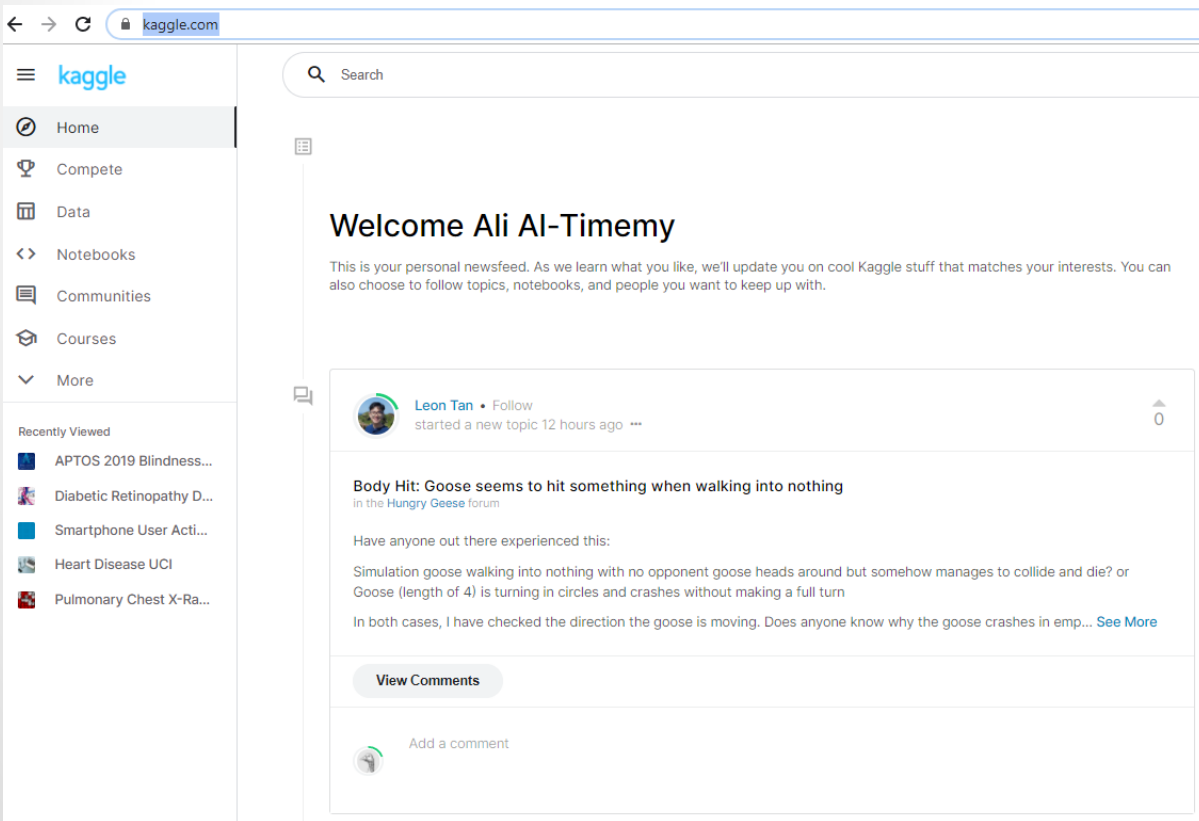 kaggle.com
kaggle
Search
Home
Compete
Data
Notebooks
Communities
Courses
More
Recently Viewed
APTOS 2019 Blindness...
Diabetic Retinopathy D...
Smartphone User Acti...
Heart Disease UCI
Pulmonary Chest X-Ra...
Welcome Ali Al-Timemy
This is your personal newsfeed. As we learn what you like, we'll update you on cool Kaggle stuff that matches your interests. You can
also choose to follow topics, notebooks, and people you want to keep up with.
Leon Tan • Follow
started a new topic 12 hours ago •••
0
Body Hit: Goose seems to hit something when walking into nothing
in the Hungry Geese forum
Have anyone out there experienced this:
Simulation goose walking into nothing with no opponent goose heads around but somehow manages to collide and die? or
Goose (length of 4) is turning in circles and crashes without making a full turn
In both cases, I have checked the direction the goose is moving. Does anyone know why the goose crashes in emp... See More
View Comments
Add a comment